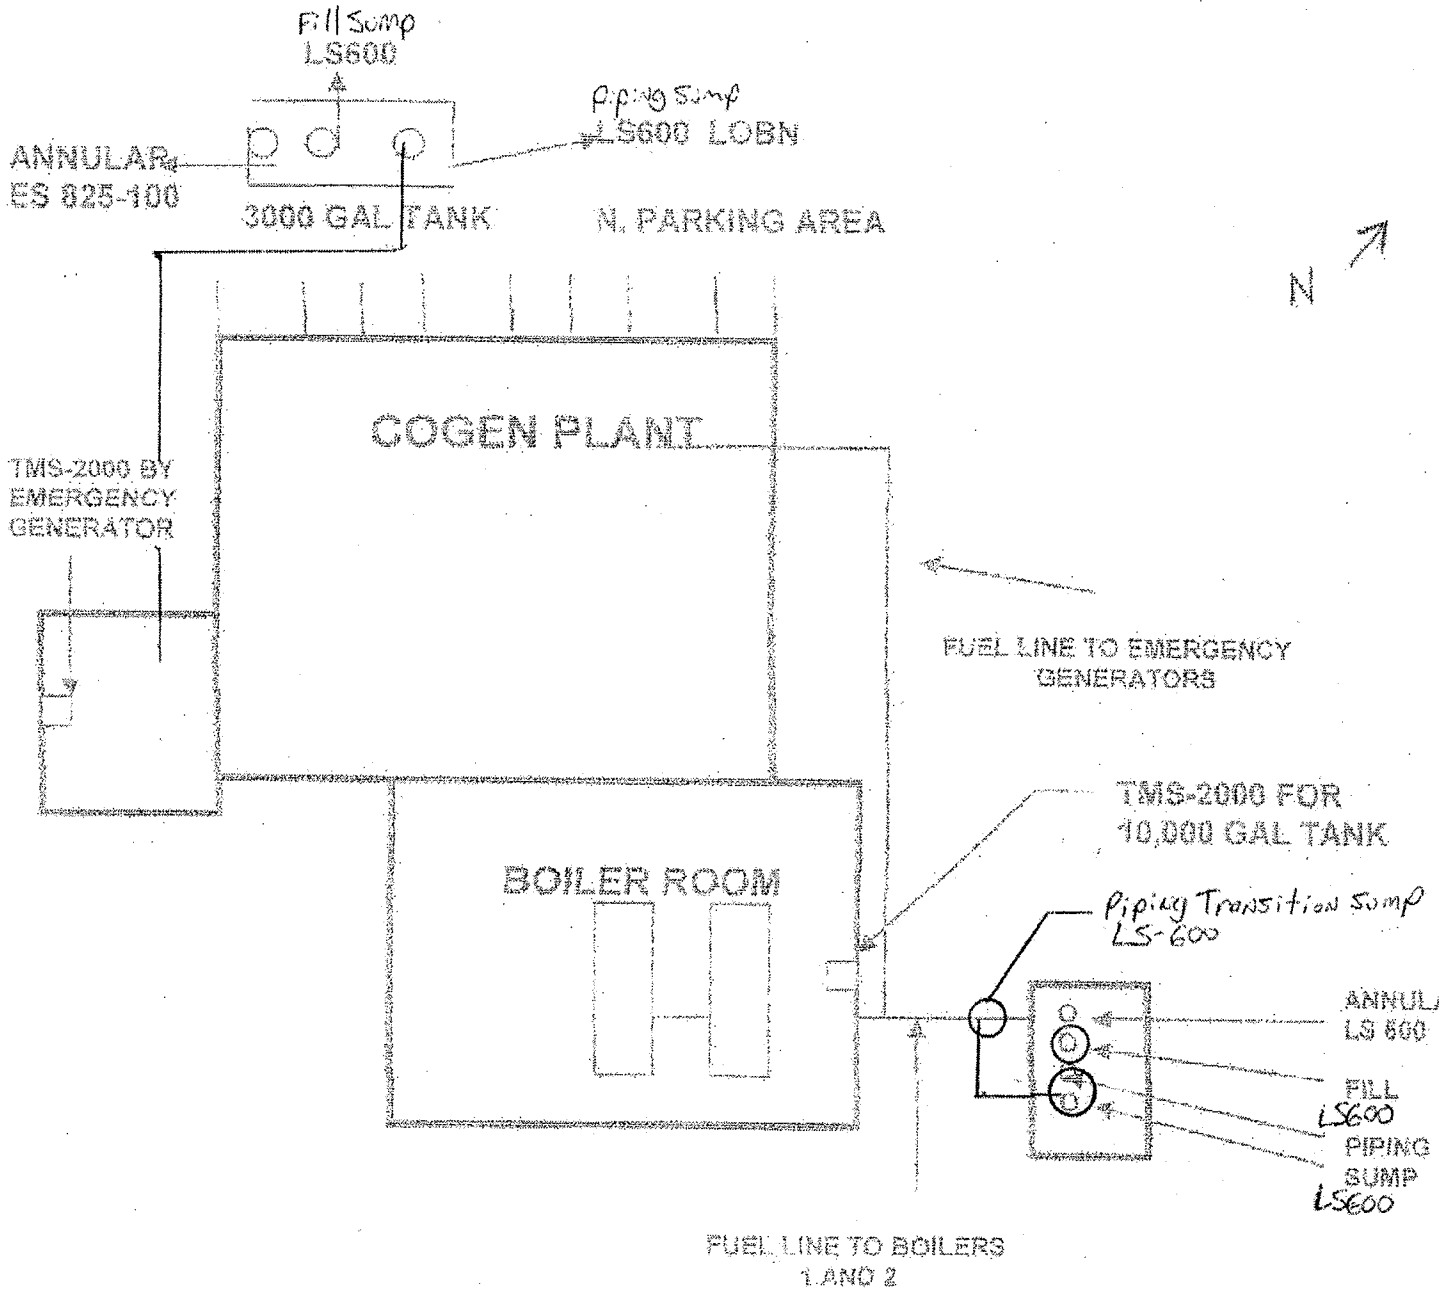 Fill Sump
LS600
Piping Sump
LS600 LOBN
ANNULAR
ES 825-100
3000 GAL TANK
N. PARKING AREA
N
COGEN PLANT
TMS-2000 BY
EMERGENCY
GENERATOR
FUEL LINE TO EMERGENCY
GENERATORS
TMS-2000 FOR
10,000 GAL TANK
BOILER ROOM
Piping Transition Sump
LS-600
ANNULA
LS 600
FILL
LS600
PIPING
SUMP
LS600
FUEL LINE TO BOILERS
1 AND 2